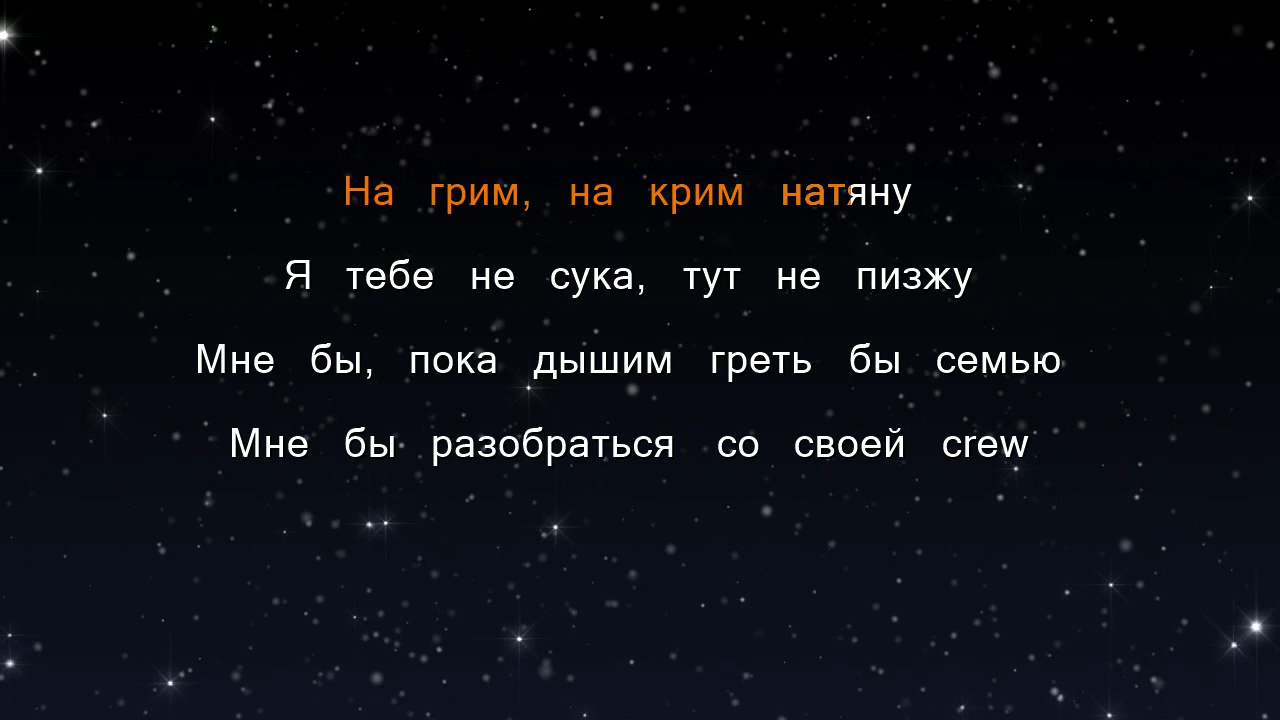 На грим, на крим натяну
Я тебе не сука, тут не пизжу
Мне бы, пока дышим греть бы семью
Мне бы разобраться со своей crew